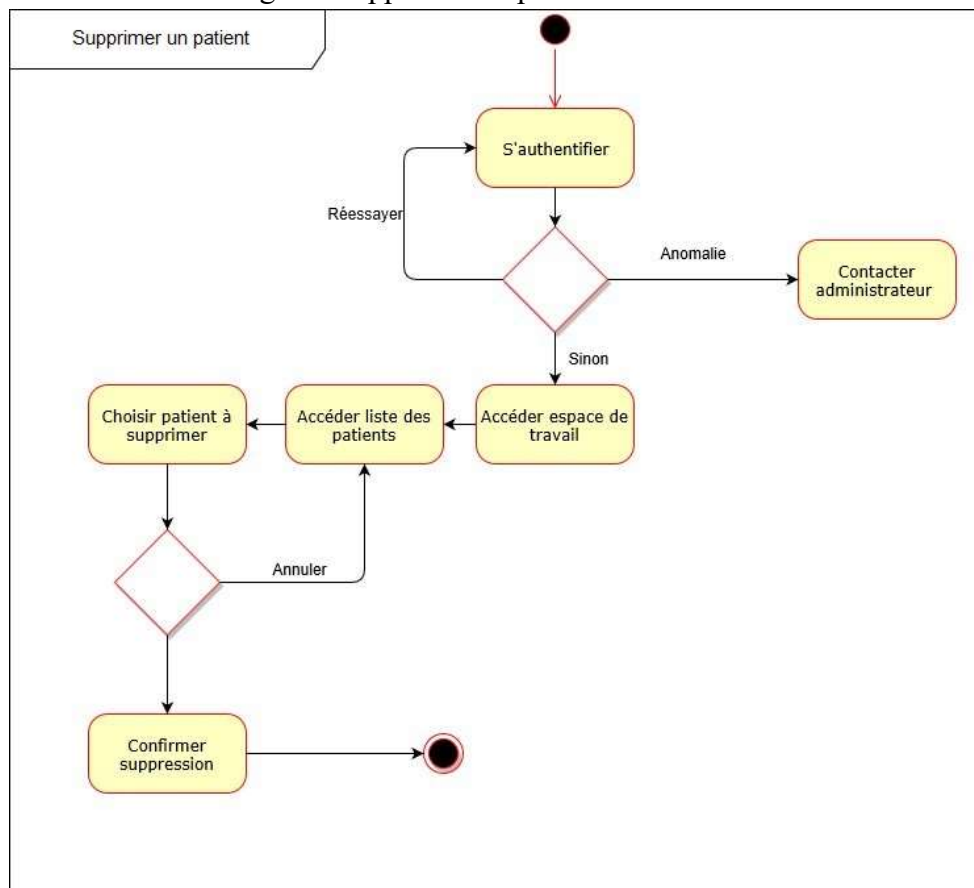 Supprimer un patient
S'authentifier
Réessayer
Anomalie
Contacter
administrateur
Sinon
Choisir patient à
supprimer
Accéder liste des
patients
Accéder espace de
travail
Annuler
Confirmer
suppression